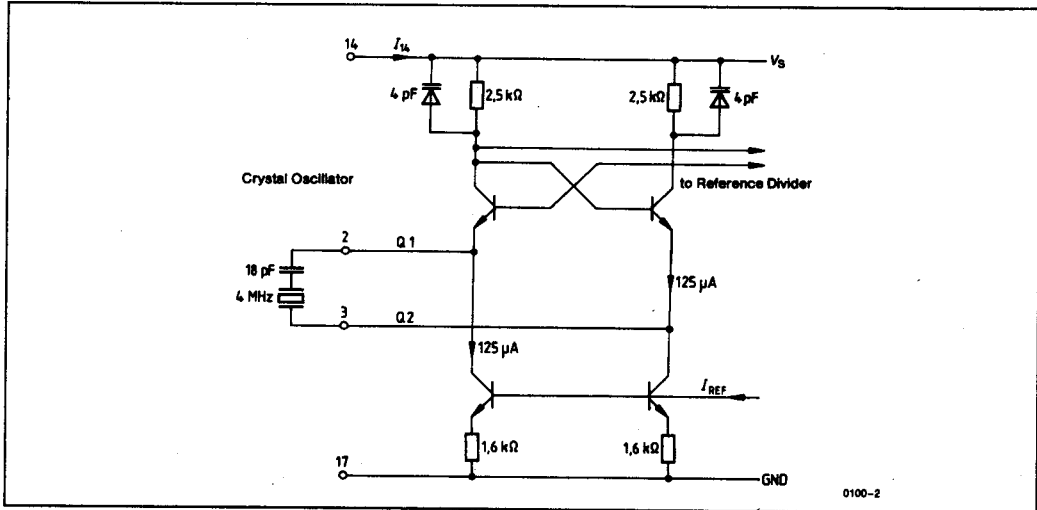 14
I14
VS
4 pF
2,5 kΩ
2,5 kΩ
4 pF
Crystal Oscillator
to Reference Divider
2
Q1
18 pF
4 MHz
125 µA
3
Q2
125 µA
IREF
1,6 kΩ
1,6 kΩ
17
GND
0100-2